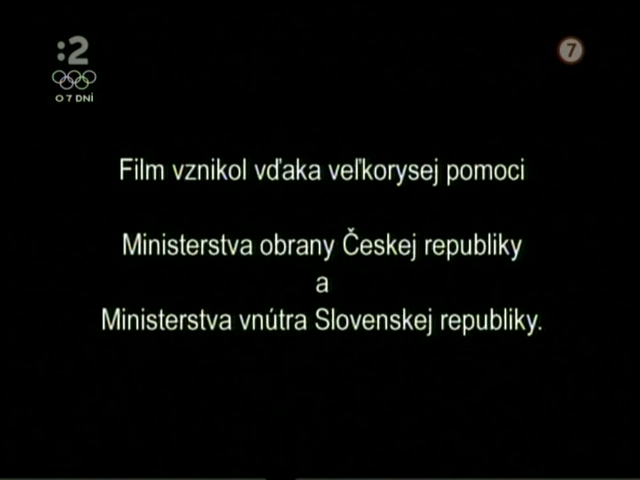 :2
7
O 7 DNÍ
Film vznikol vďaka veľkorysej pomoci
Ministerstva obrany Českej republiky
a
Ministerstva vnútra Slovenskej republiky.